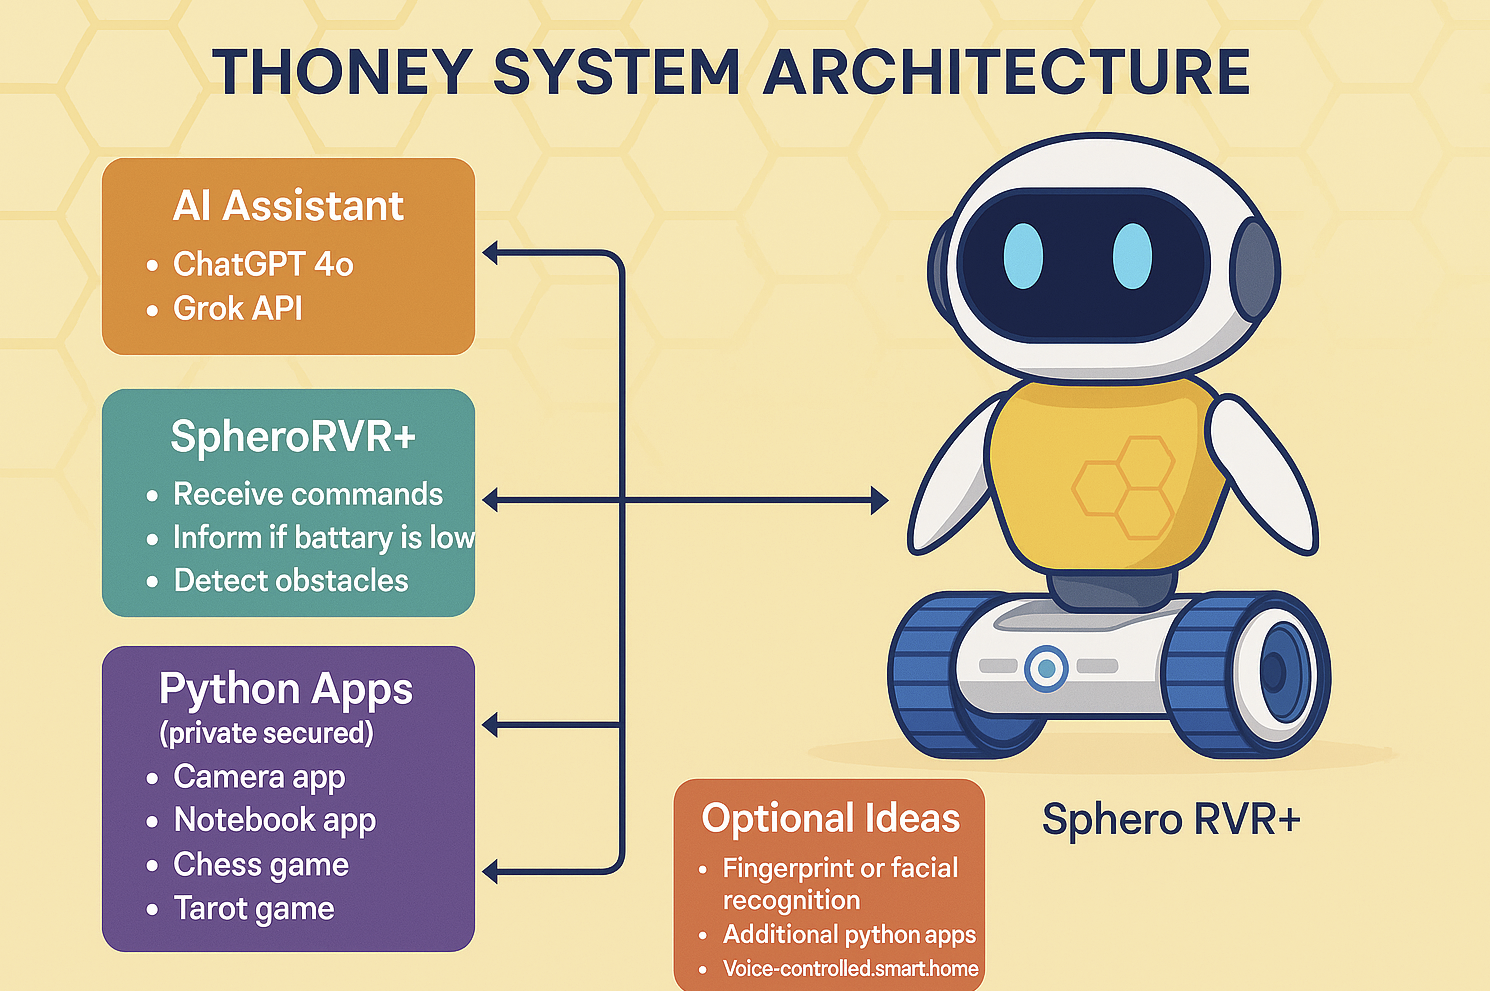 THONEY SYSTEM ARCHITECTURE
AI Assistant
• ChatGPT 4o
• Grok API
SpheroRVR+
• Receive commands
• Inform if battary is low
• Detect obstacles
Python Apps
(private secured)
• Camera app
• Notebook app
• Chess game
• Tarot game
Optional Ideas
• Fingerprint or facial
recognition
• Additional python apps
• Voice-controlled.smart.home
Sphero RVR+